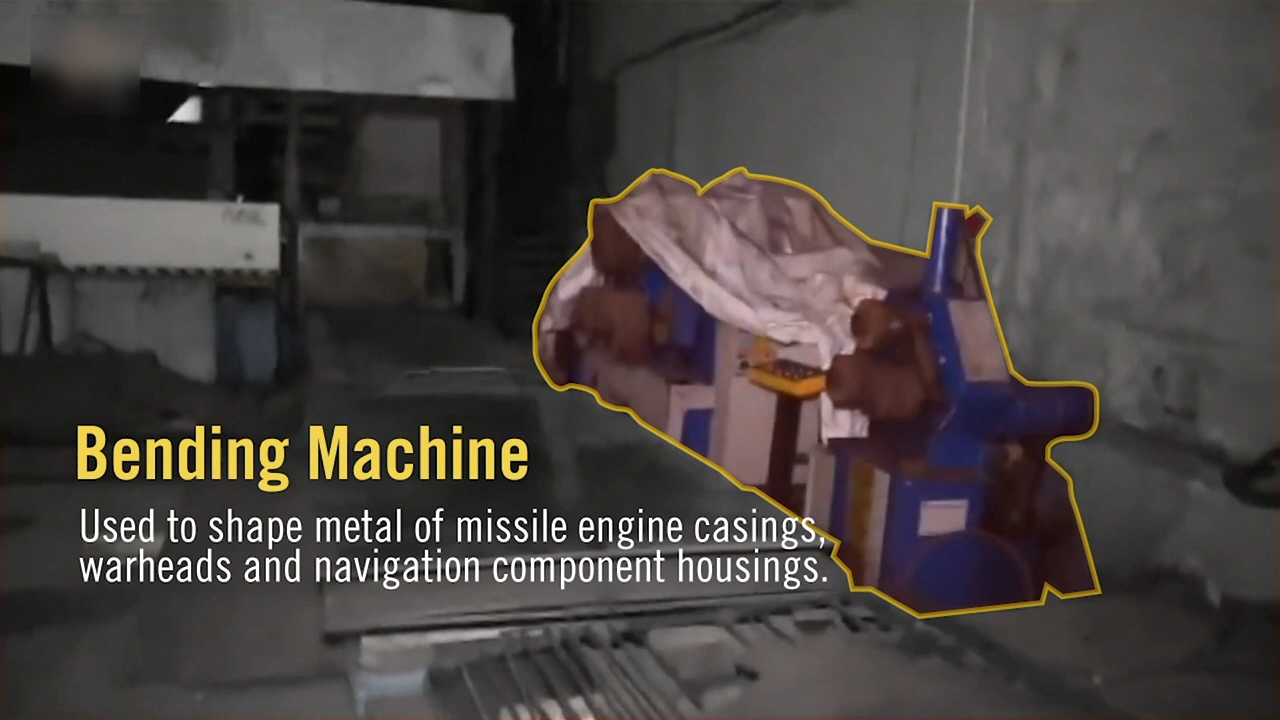 Bending Machine
Used to shape metal of missile engine casings,
warheads and navigation component housings.